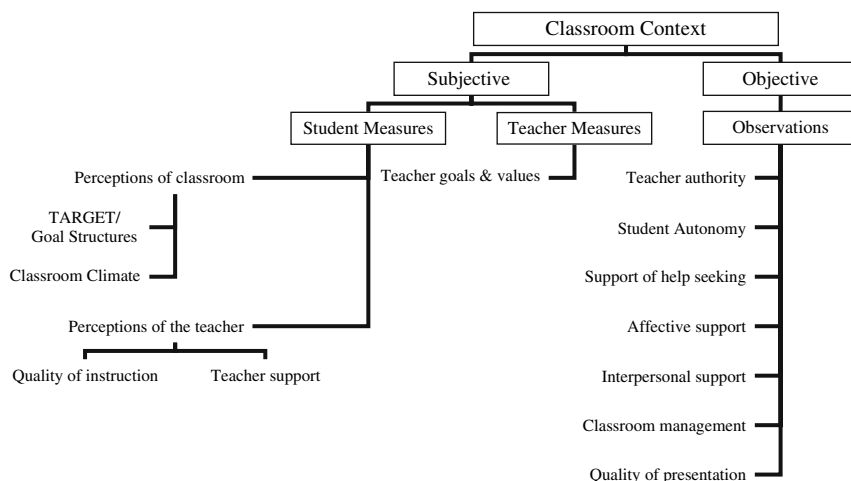 Classroom Context
Subjective
Objective
Student Measures
Teacher Measures
Observations
Perceptions of classroom
Teacher goals & values
Teacher authority
TARGET/
Goal Structures
Student Autonomy
Classroom Climate
Support of help seeking
Perceptions of the teacher
Affective support
Quality of instruction
Teacher support
Interpersonal support
Classroom management
Quality of presentation